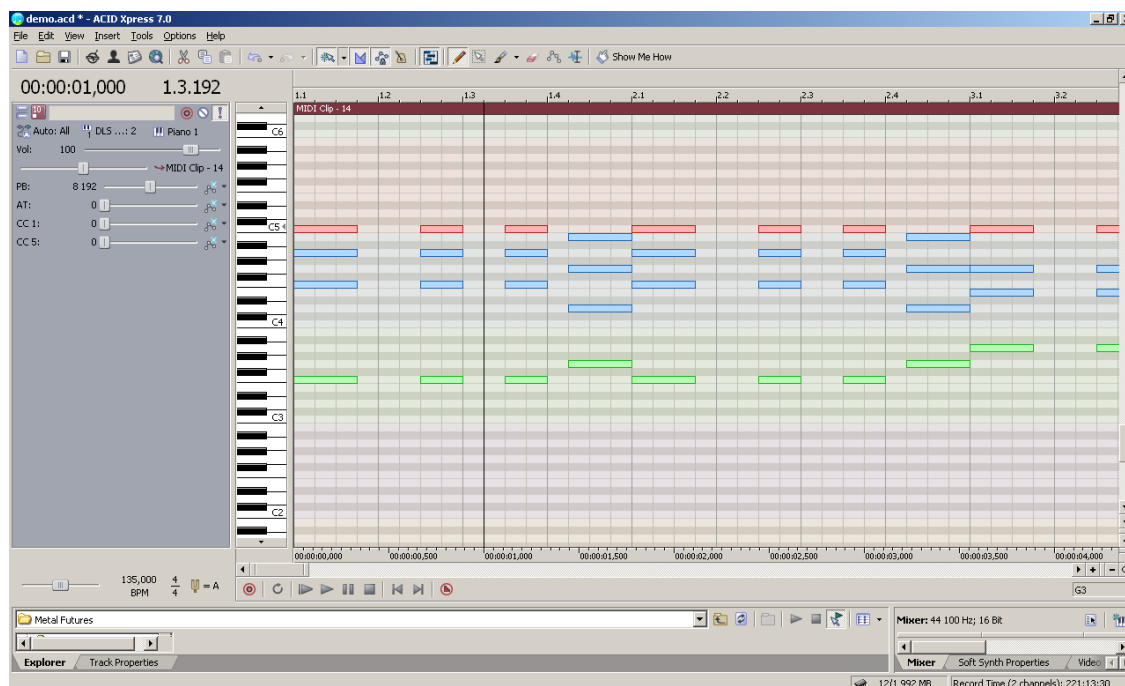 demo.acd * - ACID Xpress 7.0
File Edit View Insert Tools Options Help
Show Me How
00:00:01,000 1.3.192
1.1 1.2 1.3 1.4 2.1 2.2 2.3 2.4 3.1 3.2
MIDI Clip - 14
10
Auto: All DLS ...: 2 Piano 1
Vol: 100
MIDI Clip - 14
PB: 8 192
AT: 0
CC 1: 0
CC 5: 0
C6
C5
C4
C3
C2
00:00:00,000 00:00:00,500 00:00:01,000 00:00:01,500 00:00:02,000 00:00:02,500 00:00:03,000 00:00:03,500 00:00:04,000
135,000 BPM 4/4 = A
G3
Metal Futures
Mixer: 44 100 Hz; 16 Bit
Explorer Track Properties
Mixer Soft Synth Properties Video
12/1 992 MB Record Time (2 channels): 221:13:30